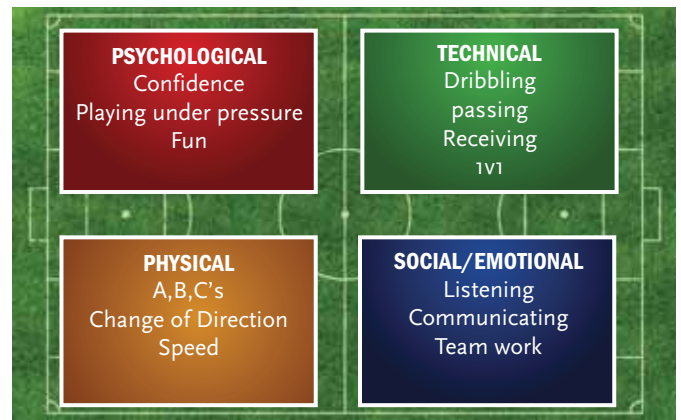 PSYCHOLOGICAL
Confidence
Playing under pressure
Fun
TECHNICAL
Dribbling
passing
Receiving
1v1
PHYSICAL
A,B,C's
Change of Direction
Speed
SOCIAL/EMOTIONAL
Listening
Communicating
Team work